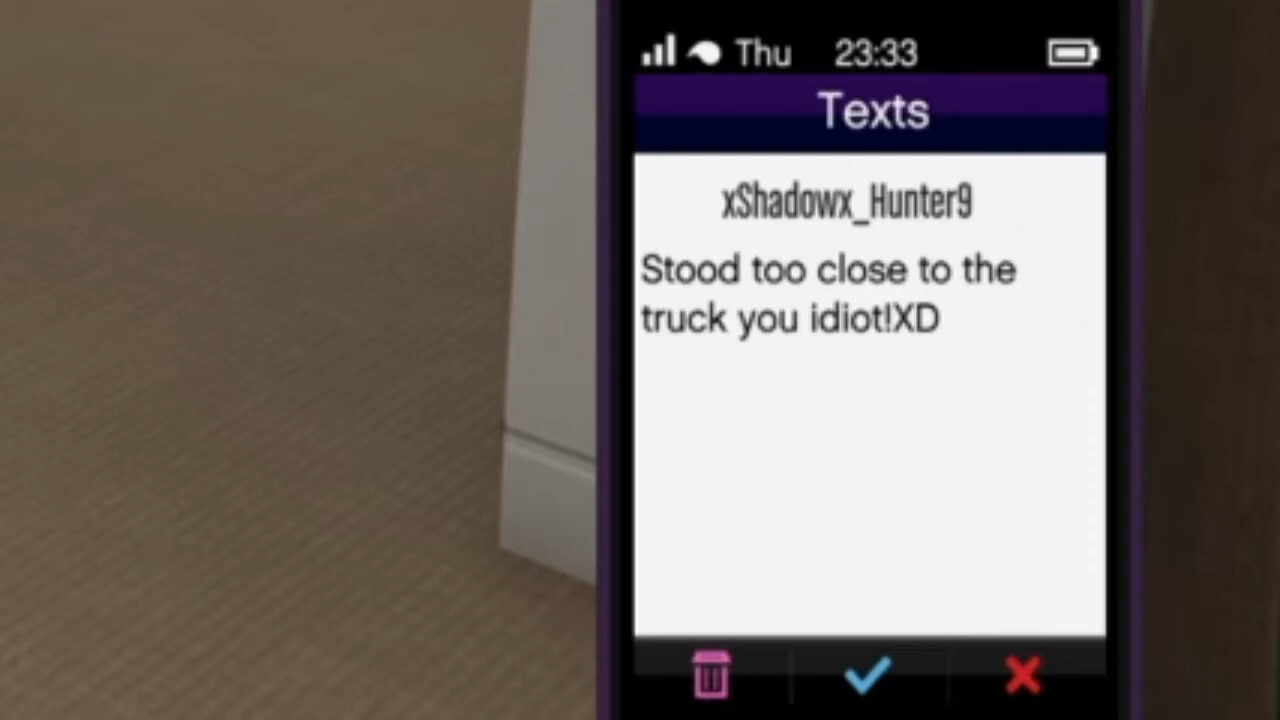 Thu 23:33
Texts
xShadowx_Hunter9
Stood too close to the
truck you idiot!XD